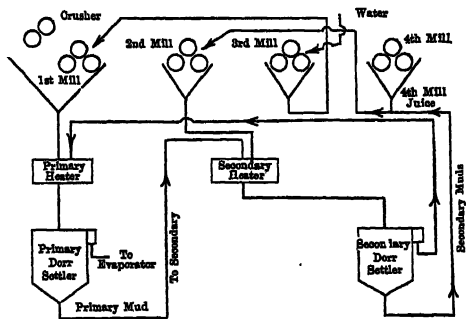 Crusher
Water
2nd Mill
3rd Mill
4th Mill
1st Mill
4th Mill
Juice
Primary
Heater
Secondary
Heater
To Secondary
Secondary Muds
Primary
Dorr
Settler
To
Evaporator
Secondary
Dorr
Settler
Primary Mud